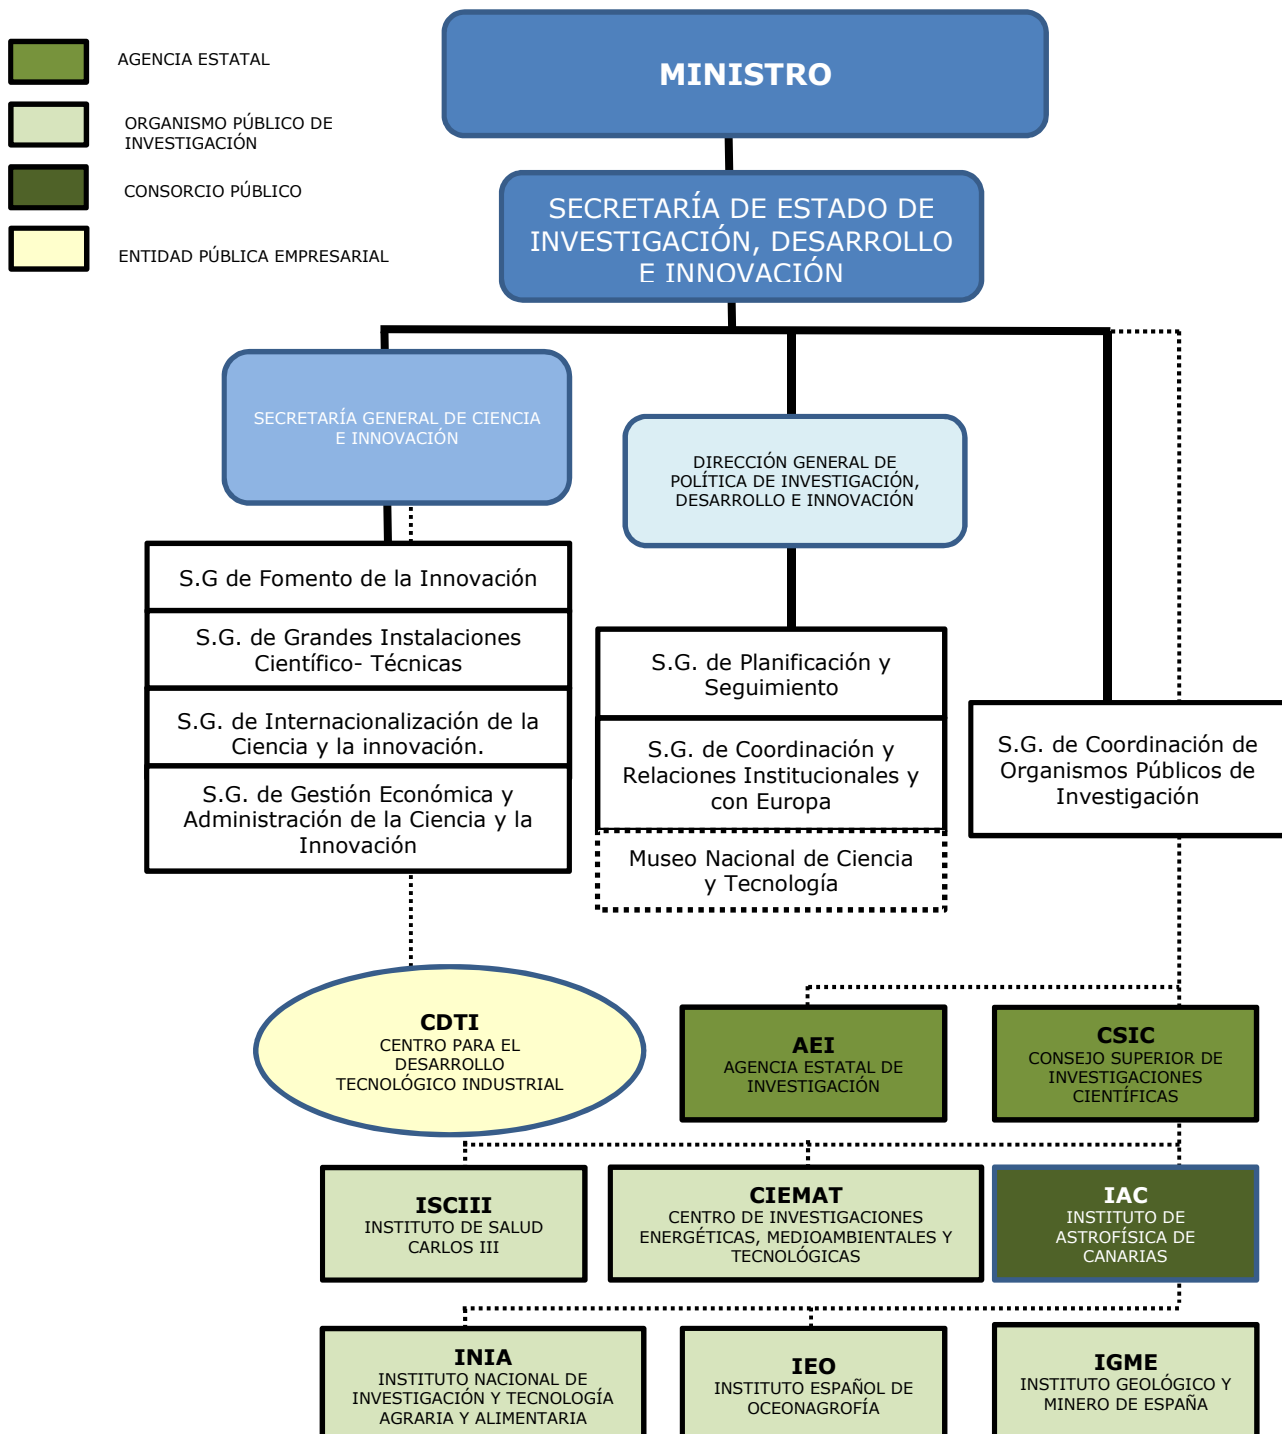 AGENCIA ESTATAL
ORGANISMO PÚBLICO DE
INVESTIGACIÓN
CONSORCIO PÚBLICO
ENTIDAD PÚBLICA EMPRESARIAL
MINISTRO
SECRETARÍA DE ESTADO DE
INVESTIGACIÓN, DESARROLLO
E INNOVACIÓN
SECRETARÍA GENERAL DE CIENCIA
E INNOVACIÓN
DIRECCIÓN GENERAL DE
POLÍTICA DE INVESTIGACIÓN,
DESARROLLO E INNOVACIÓN
S.G de Fomento de la Innovación
S.G. de Grandes Instalaciones
Científico- Técnicas
S.G. de Internacionalización de la
Ciencia y la innovación.
S.G. de Gestión Económica y
Administración de la Ciencia y la
Innovación
S.G. de Planificación y
Seguimiento
S.G. de Coordinación y
Relaciones Institucionales y
con Europa
Museo Nacional de Ciencia
y Tecnología
S.G. de Coordinación de
Organismos Públicos de
Investigación
CDTI
CENTRO PARA EL
DESARROLLO
TECNOLÓGICO INDUSTRIAL
AEI
AGENCIA ESTATAL DE
INVESTIGACIÓN
CSIC
CONSEJO SUPERIOR DE
INVESTIGACIONES
CIENTÍFICAS
ISCIII
INSTITUTO DE SALUD
CARLOS III
CIEMAT
CENTRO DE INVESTIGACIONES
ENERGÉTICAS, MEDIOAMBIENTALES Y
TECNOLÓGICAS
IAC
INSTITUTO DE
ASTROFÍSICA DE
CANARIAS
INIA
INSTITUTO NACIONAL DE
INVESTIGACIÓN Y TECNOLOGÍA
AGRARIA Y ALIMENTARIA
IEO
INSTITUTO ESPAÑOL DE
OCEONAGROFÍA
IGME
INSTITUTO GEOLÓGICO Y
MINERO DE ESPAÑA